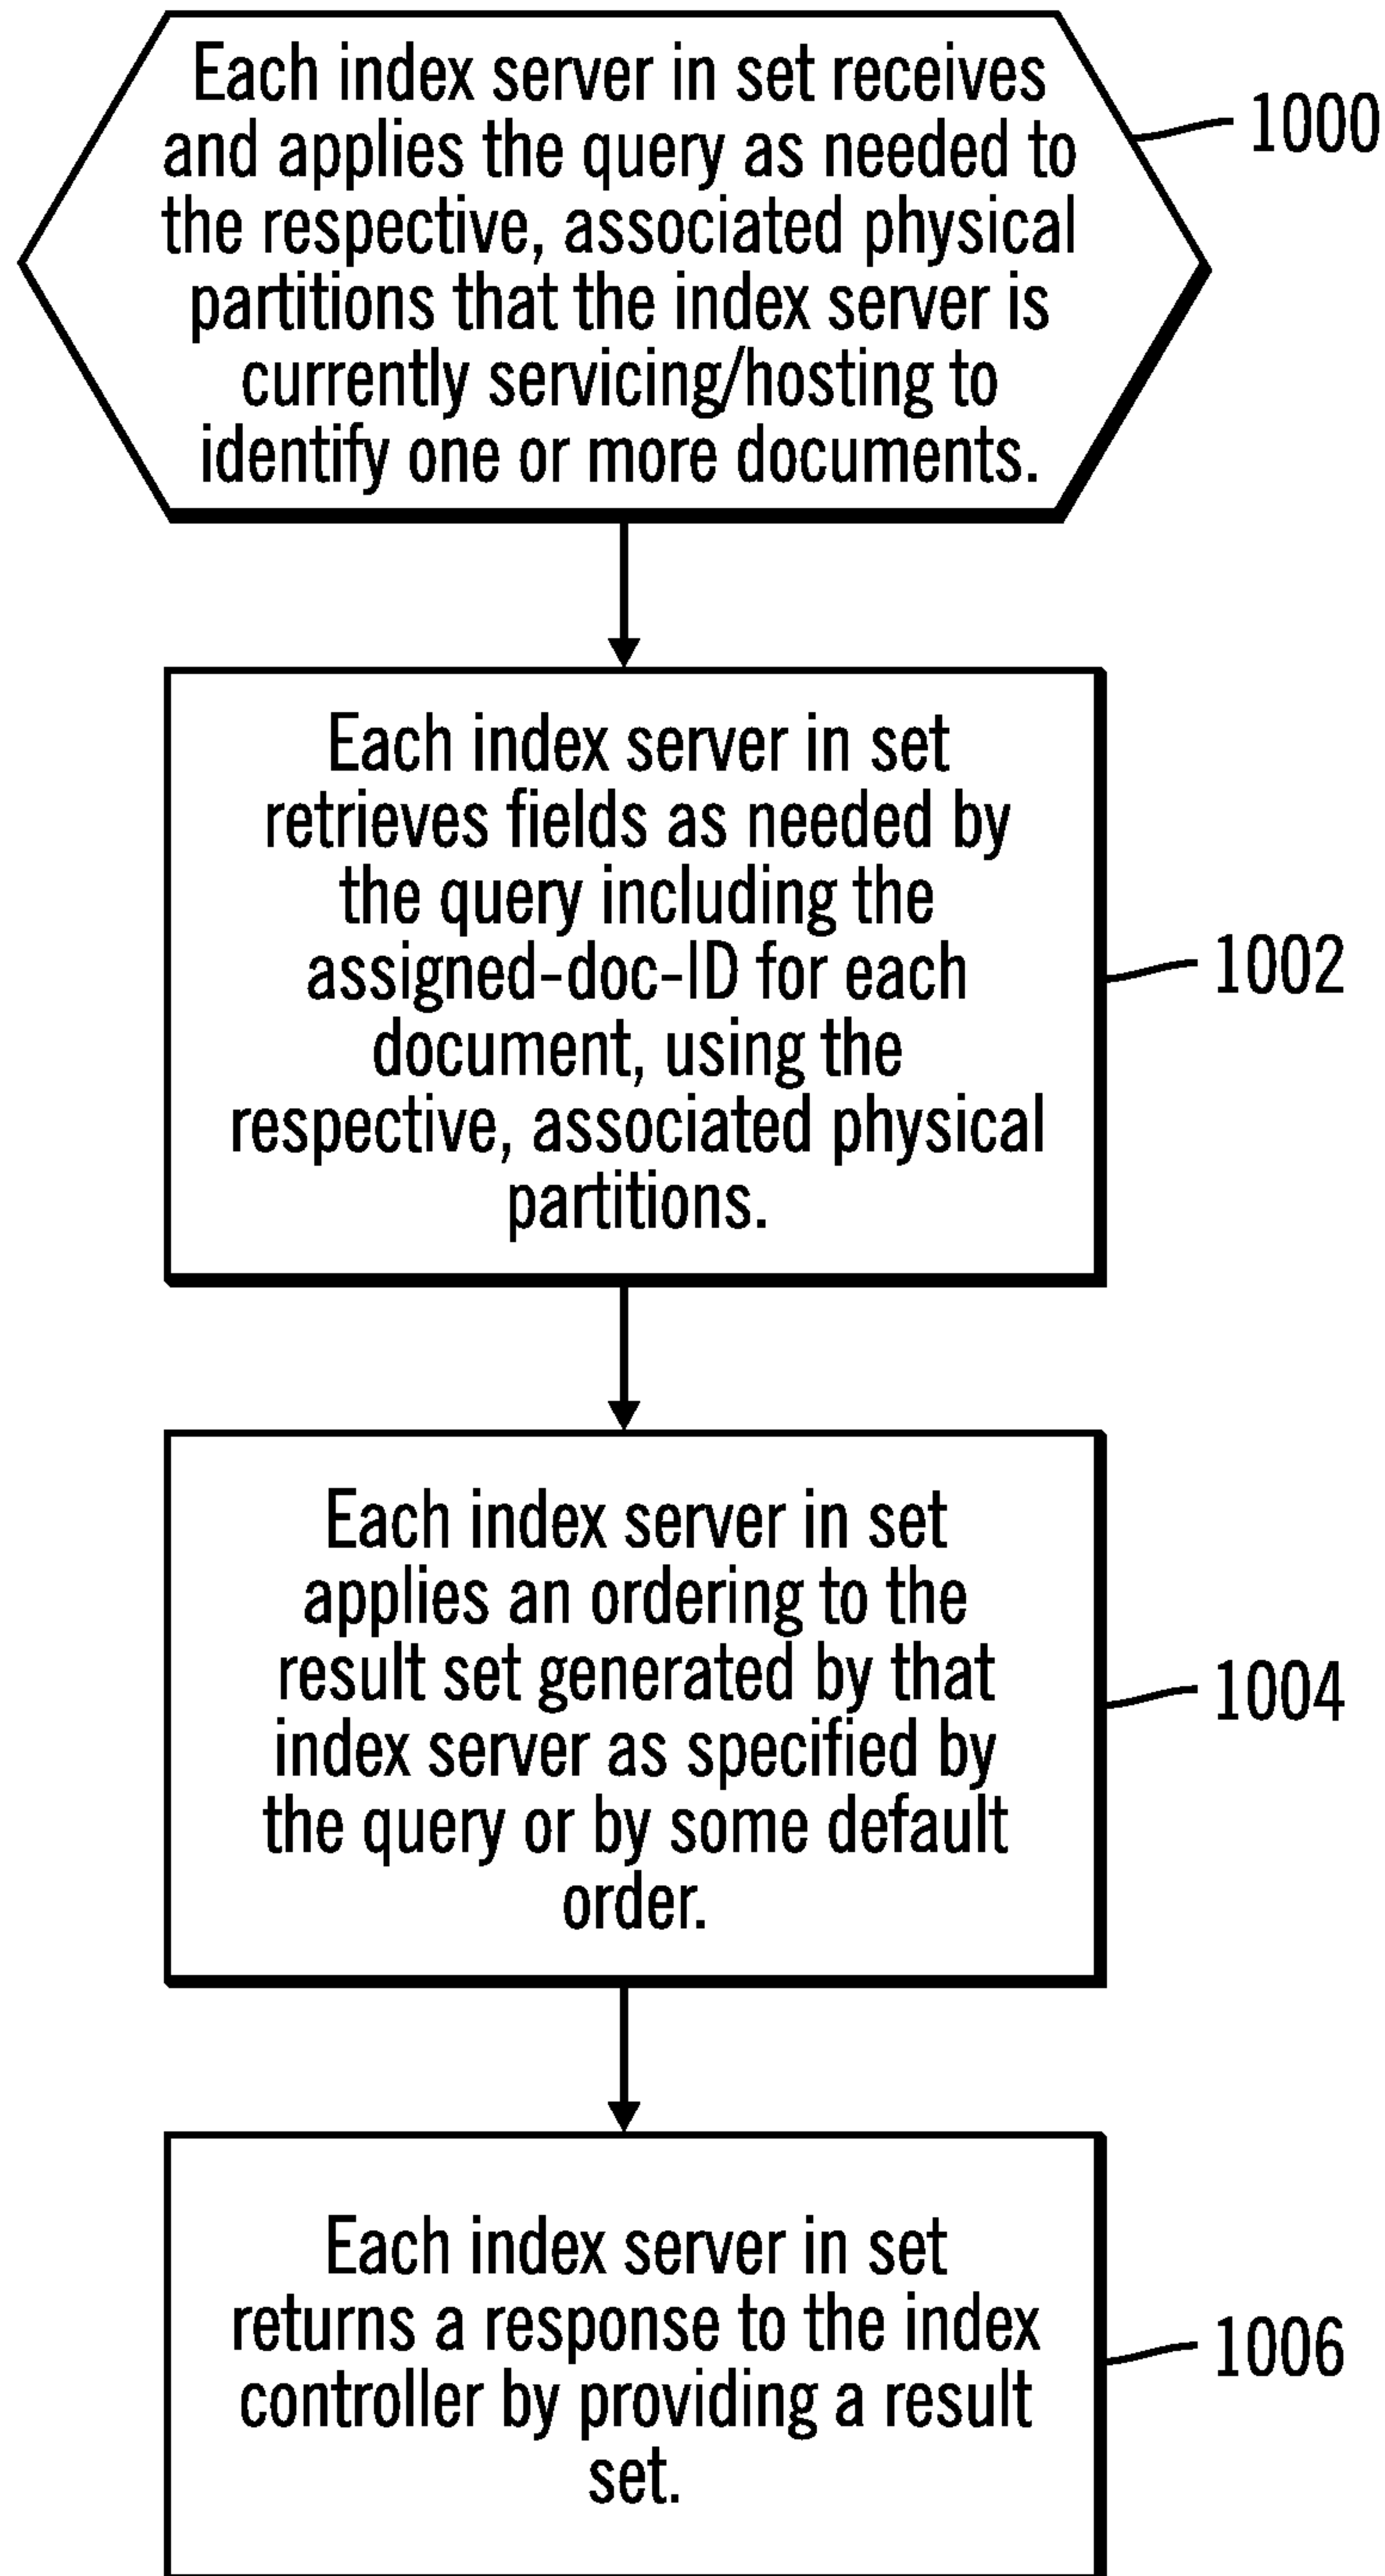 Each index server in set receives
and applies the query as needed to
the respective, associated physical
partitions that the index server is
currently servicing/hosting to
identify one or more documents.
1000
Each index server in set
retrieves fields as needed by
the query including the
assigned-doc-ID for each
document, using the
respective, associated physical
partitions.
1002
Each index server in set
applies an ordering to the
result set generated by that
index server as specified by
the query or by some default
order.
1004
Each index server in set
returns a response to the index
controller by providing a result
set.
1006